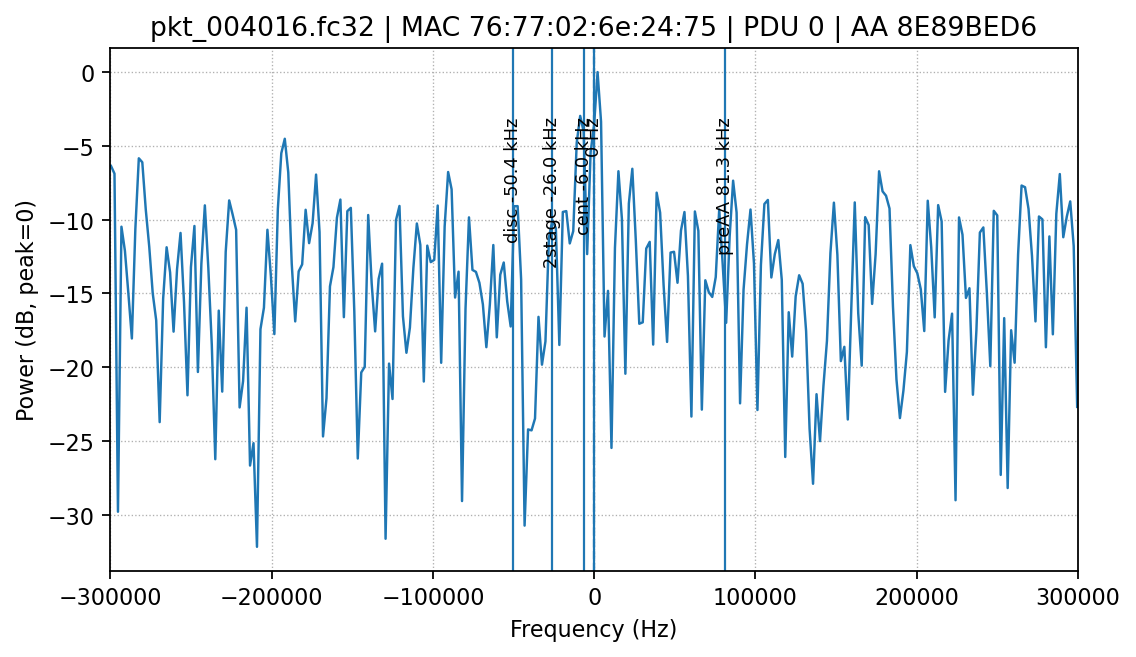 pkt_004016.fc32 | MAC 76:77:02:6e:24:75 | PDU 0 | AA 8E89BED6
Power (dB, peak=0)
0
−5
−10
−15
−20
−25
−30
disc -50.4 kHz
2stage -26.0 kHz
cent -6.0 kHz
0 Hz
preAA 81.3 kHz
−300000
−200000
−100000
0
100000
200000
300000
Frequency (Hz)